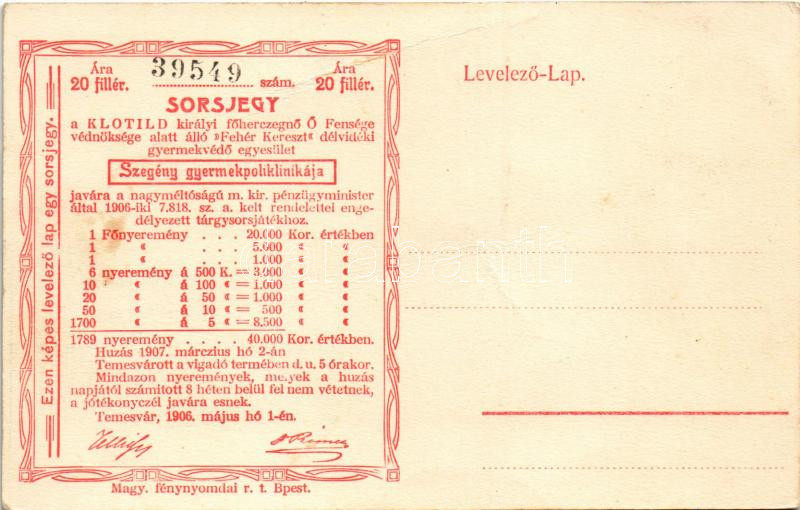 Ezen képes levelező lap egy sorsjegy.
Ára 39549 Ára
20 fillér. szám. 20 fillér.
SORSJEGY
a KLOTILD királyi főherczegnő Ő Fensége
védnöksége alatt álló »Fehér Kereszt« délvidéki
gyermekvédő egyesület
Szegény gyermekpoliklinikája
javára a nagyméltóságú m. kir. pénzügyminister
által 1906-iki 7.818. sz. a. kelt rendelettel enge-
délyezett tárgysorsjátékhoz.
1 Főnyeremény . . . 20.000 Kor. értékben
1 « . . . 5.000 « «
1 « . . . 1.000 « «
6 nyeremény á 500 K. = 3.000 « «
10 « á 100 « = 1.000 « «
20 « á 50 « = 1.000 « «
50 « á 10 « = 500 « «
1700 « á 5 « = 8.500 « «
1789 nyeremény . . . . 40.000 Kor. értékben.
Huzás 1907. márczius hó 2-án
Temesvárott a vigadó termében d. u. 5 órakor.
Mindazon nyeremények, melyek a huzás
napjától számított 8 héten belül fel nem vétetnek,
a jótékonyczél javára esnek.
Temesvár, 1906. május hó 1-én.
Magy. fénynyomdai r. t. Bpest.
Levelező-Lap.
darabanth